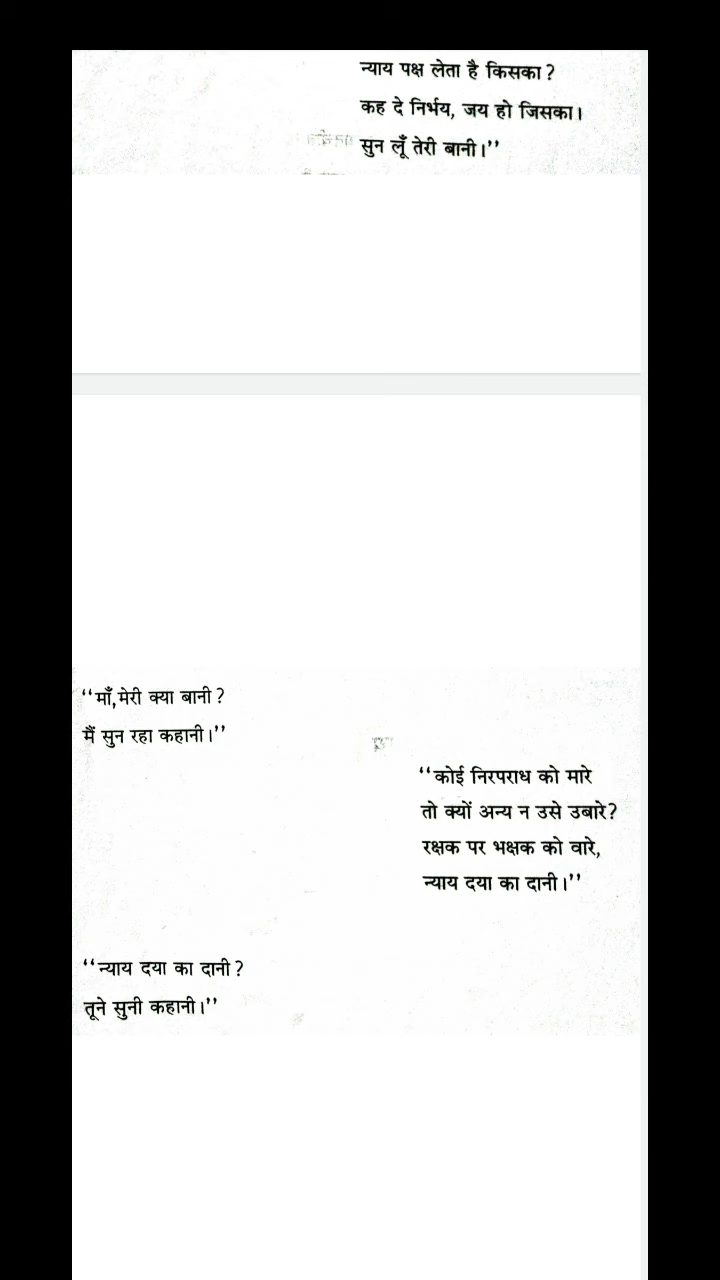 न्याय पक्ष लेता है किसका?
कह दे निर्भय, जय हो जिसका।
सुन लूँ तेरी बानी।’’
‘‘माँ, मेरी क्या बानी?
मैं सुन रहा कहानी।’’
‘‘कोई निरपराध को मारे
तो क्यों अन्य न उसे उबारे?
रक्षक पर भक्षक को वारे,
न्याय दया का दानी।’’
‘‘न्याय दया का दानी?
तूने सुनी कहानी।’’